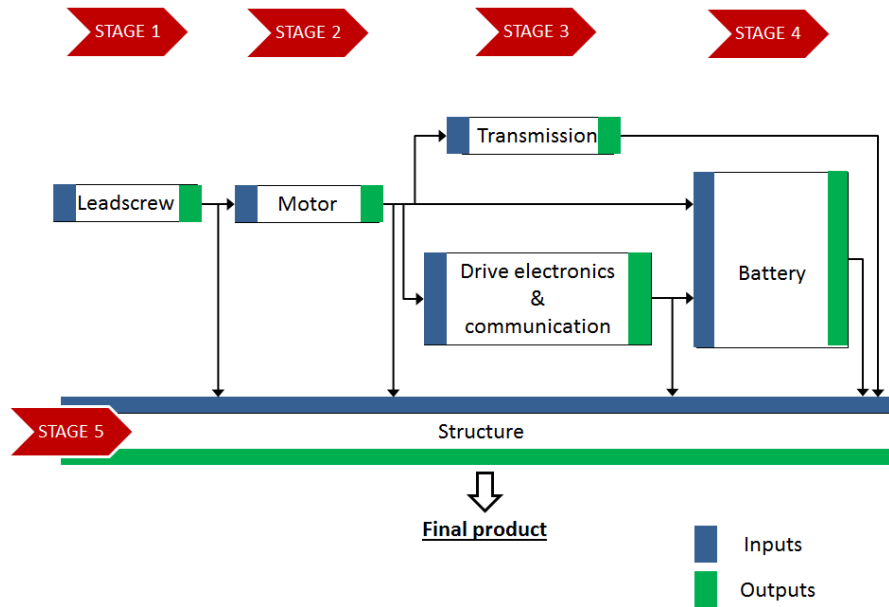 STAGE 1
STAGE 2
STAGE 3
STAGE 4
Transmission
Leadscrew
Motor
Drive electronics
&
communication
Battery
STAGE 5
Structure
Final product
Inputs
Outputs